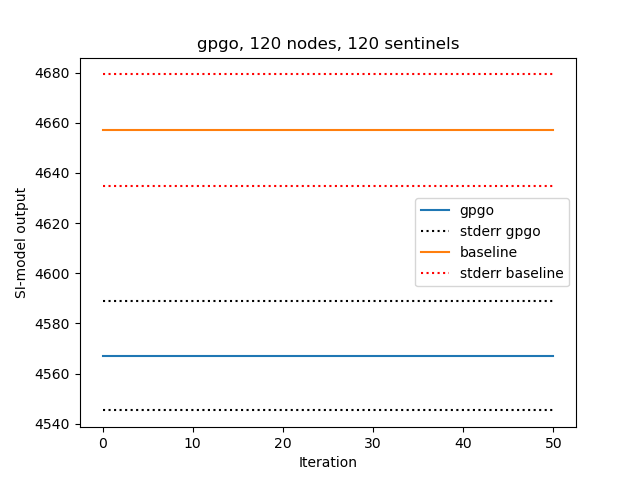 gpgo, 120 nodes, 120 sentinels
4680
4660
4640
4620
4600
4580
4560
4540
SI-model output
gpgo
stderr gpgo
baseline
stderr baseline
0 10 20 30 40 50
Iteration